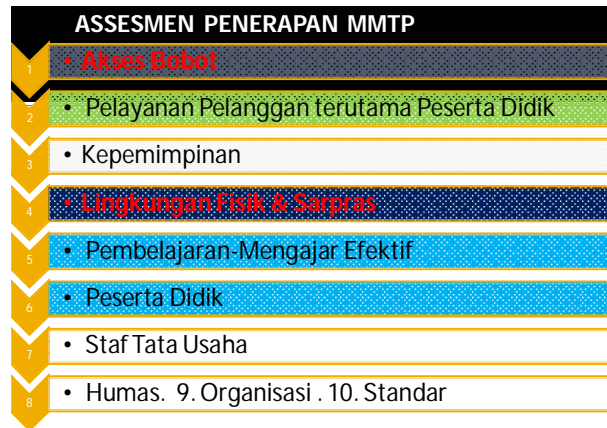 ASSESMEN PENERAPAN MMTP
1 • Akses Bobot
2 • Pelayanan Pelanggan terutama Peserta Didik
3 • Kepemimpinan
4 • Lingkungan Fisik & Sarpras
5 • Pembelajaran-Mengajar Efektif
6 • Peserta Didik
7 • Staf Tata Usaha
8 • Humas. 9. Organisasi . 10. Standar